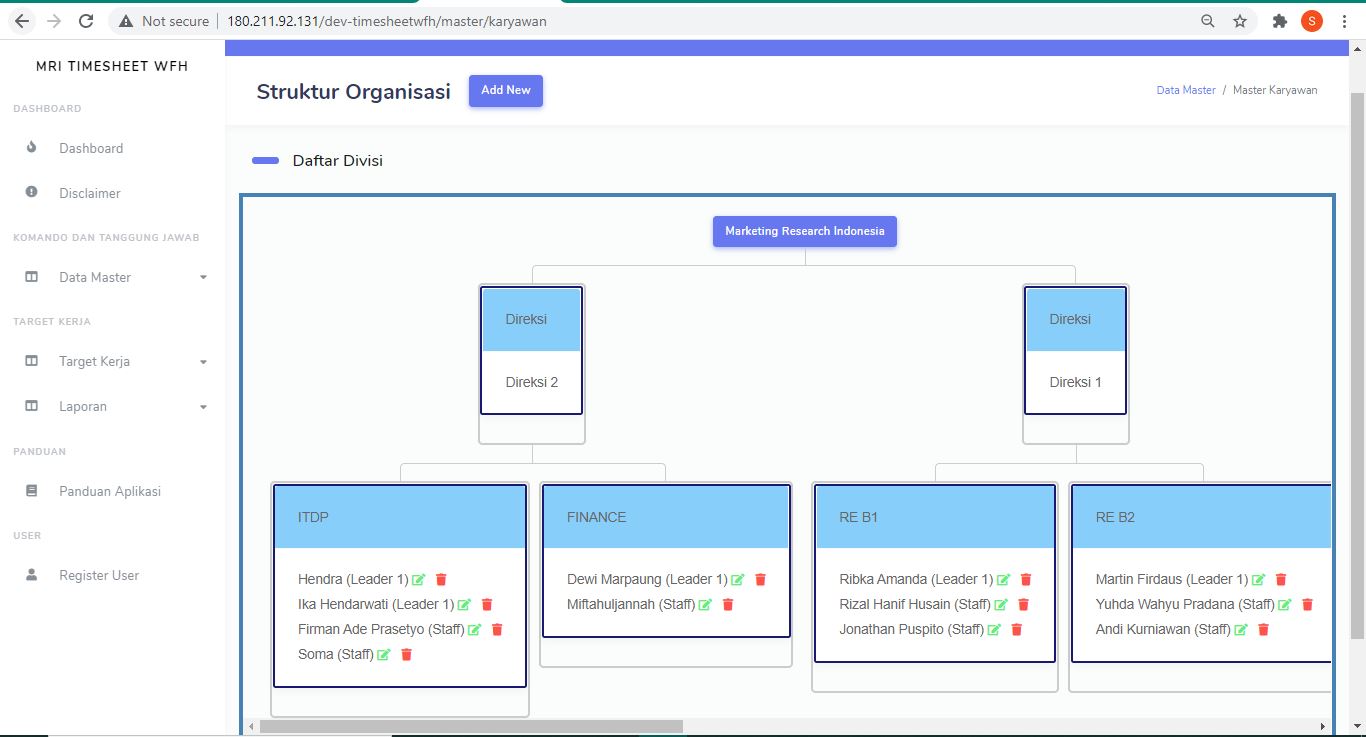 Not secure
180.211.92.131/dev-timesheetwfh/master/karyawan
S
MRI TIMESHEET WFH
DASHBOARD
Dashboard
Disclaimer
KOMANDO DAN TANGGUNG JAWAB
Data Master
TARGET KERJA
Target Kerja
Laporan
PANDUAN
Panduan Aplikasi
USER
Register User
Struktur Organisasi
Add New
Data Master / Master Karyawan
Daftar Divisi
Marketing Research Indonesia
Direksi
Direksi 2
Direksi
Direksi 1
ITDP
Hendra (Leader 1)
Ika Hendarwati (Leader 1)
Firman Ade Prasetyo (Staff)
Soma (Staff)
FINANCE
Dewi Marpaung (Leader 1)
Miftahuljannah (Staff)
RE B1
Ribka Amanda (Leader 1)
Rizal Hanif Husain (Staff)
Jonathan Puspito (Staff)
RE B2
Martin Firdaus (Leader 1)
Yuhda Wahyu Pradana (Staff)
Andi Kurniawan (Staff)